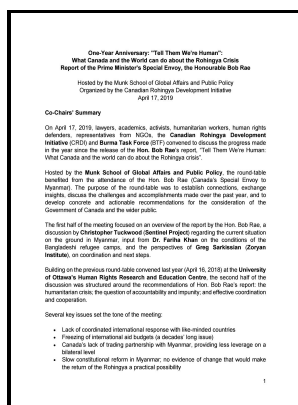 One-Year Anniversary: "Tell Them We're Human":
What Canada and the World can do about the Rohingya Crisis
Report of the Prime Minister's Special Envoy, the Honourable Bob Rae
Hosted by the Munk School of Global Affairs and Public Policy
Organized by the Canadian Rohingya Development Initiative
April 17, 2019
Co-Chairs' Summary
On April 17, 2019, lawyers, academics, activists, humanitarian workers, human rights
defenders, representatives from NGOs, the Canadian Rohingya Development
Initiative (CRDI) and Burma Task Force (BTF) convened to discuss the progress made
in the year since the release of the Hon. Bob Rae's report, "Tell Them We're Human:
What Canada and the world can do about the Rohingya crisis".
Hosted by the Munk School of Global Affairs and Public Policy, the round-table
benefited from the attendance of the Hon. Bob Rae (Canada's Special Envoy to
Myanmar). The purpose of the round-table was to establish connections, exchange
insights, discuss the challenges and accomplishments made over the past year, and to
develop concrete and actionable recommendations for the consideration of the
Government of Canada and the wider public.
The first half of the meeting focused on an overview of the report by the Hon. Bob Rae, a
discussion by Christopher Tuckwood (Sentinel Project) regarding the current situation
on the ground in Myanmar, input from Dr. Fariha Khan on the conditions of the
Bangladesh refugee camps, and the perspectives of Greg Sarkissian (Zoryan
Institute), on coordination and next steps.
Building on the previous round-table convened last year (April 16, 2018) at the University
of Ottawa's Human Rights Research and Education Centre, the second half of the
discussion was structured around the recommendations of Hon. Bob Rae's report: the
humanitarian crisis; the question of accountability and impunity; and effective coordination
and cooperation.
Several key issues set the tone of the meeting:
• Lack of coordinated international response with like-minded countries
• Freezing of international aid budgets (a decades' long issue)
• Canada's lack of trading partnership with Myanmar, providing less leverage on a
bilateral level
• Slow constitutional reform in Myanmar; no evidence of change that would make
the return of the Rohingya a practical possibility
1